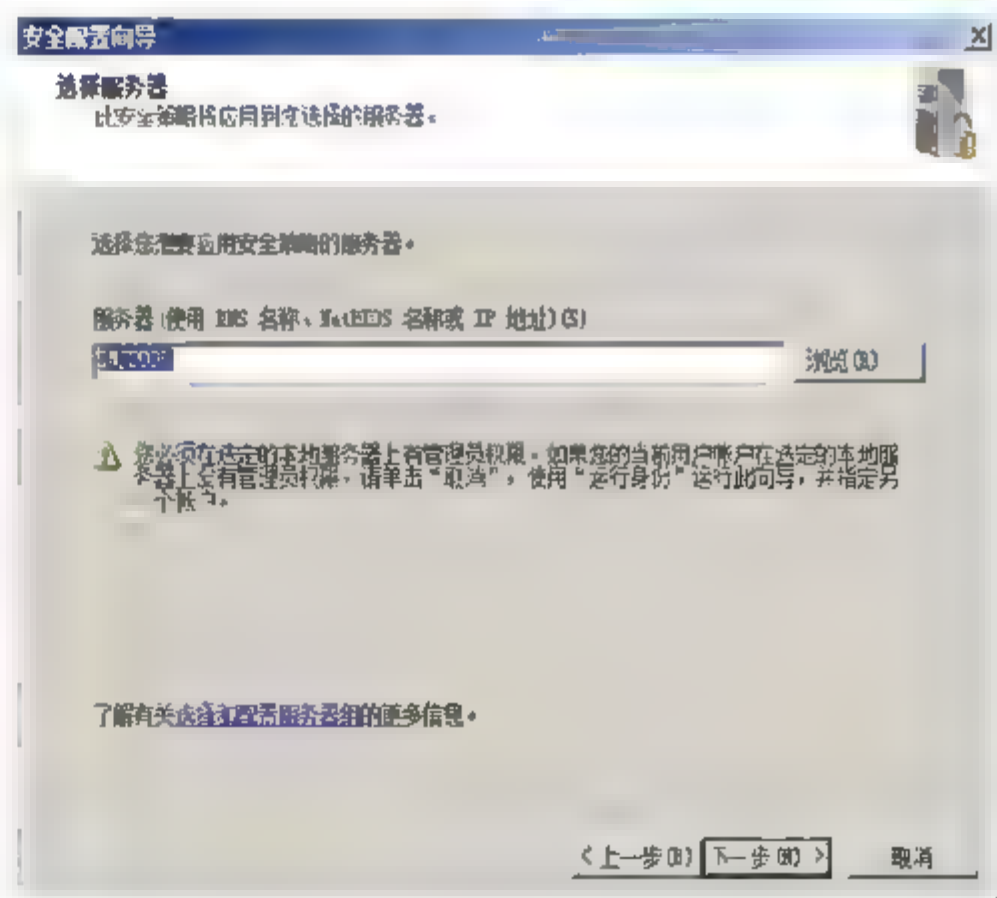 安全配置向导
选择服务器
此安全策略将应用到您选择的服务器。
选择您想要应用安全策略的服务器。
服务器(使用 DNS 名称、NetBIOS 名称或 IP 地址)(S)
浏览(R)
您必须在选定的本地服务器上有管理员权限。如果您的当前用户帐户在选定的本地服
务器上没有管理员权限，请单击“取消”，使用“运行身份”运行此向导，并指定另
个帐户。
了解有关选择和配置服务器组的更多信息。
< 上一步(B)
下一步(N) >
取消